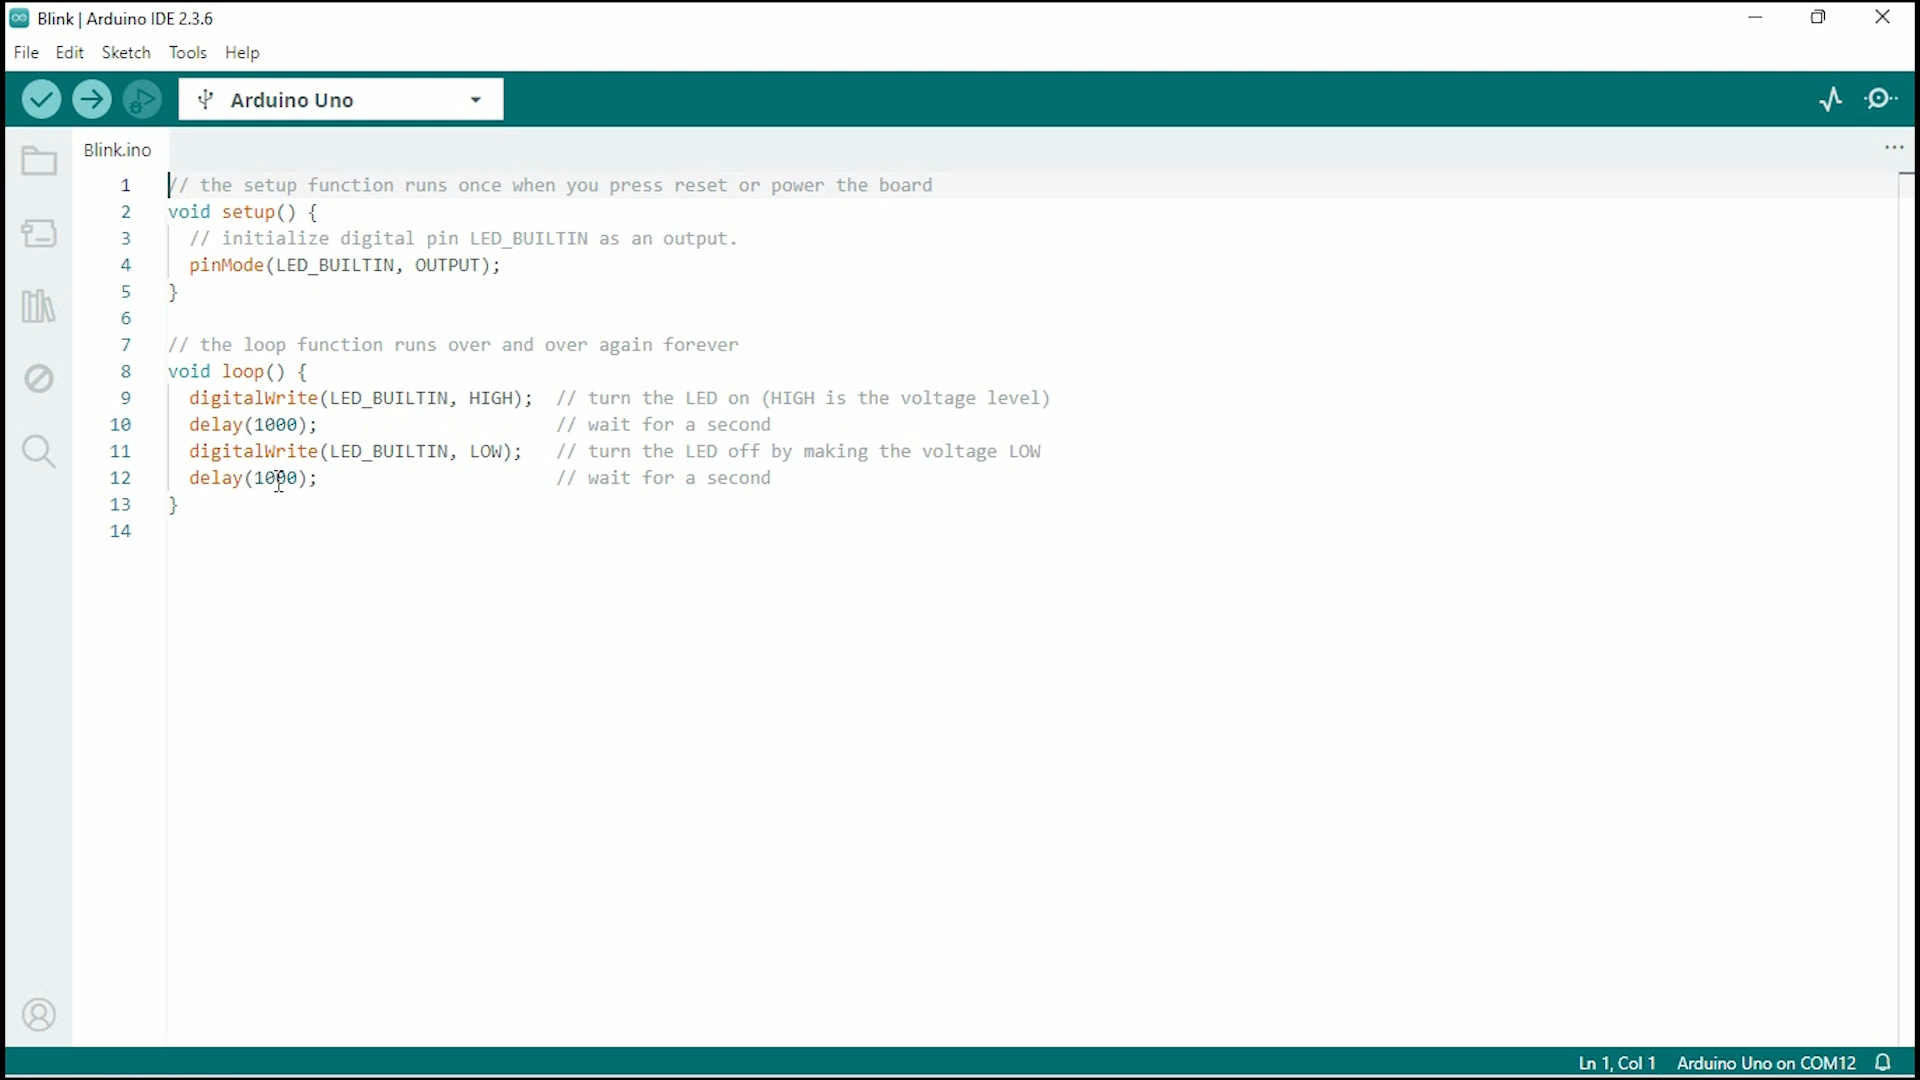 Blink | Arduino IDE 2.3.6
File Edit Sketch Tools Help
Arduino Uno
Blink.ino
1 // the setup function runs once when you press reset or power the board
2 void setup() {
3 // initialize digital pin LED_BUILTIN as an output.
4 pinMode(LED_BUILTIN, OUTPUT);
5 }
6
7 // the loop function runs over and over again forever
8 void loop() {
9 digitalWrite(LED_BUILTIN, HIGH); // turn the LED on (HIGH is the voltage level)
10 delay(1000); // wait for a second
11 digitalWrite(LED_BUILTIN, LOW); // turn the LED off by making the voltage LOW
12 delay(1000); // wait for a second
13 }
14
Ln 1, Col 1 Arduino Uno on COM12